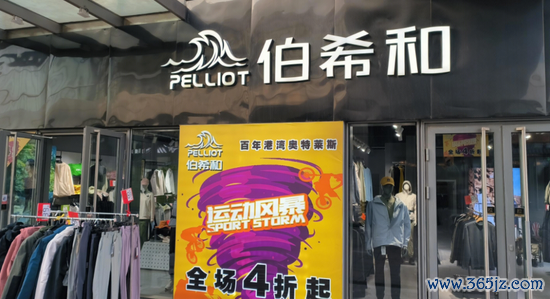 PELLIOT 伯希和
PELLIOT
伯希和
百年港湾奥特莱斯
运动风暴
SPORT STORM
全场4折起
www.365jz.com